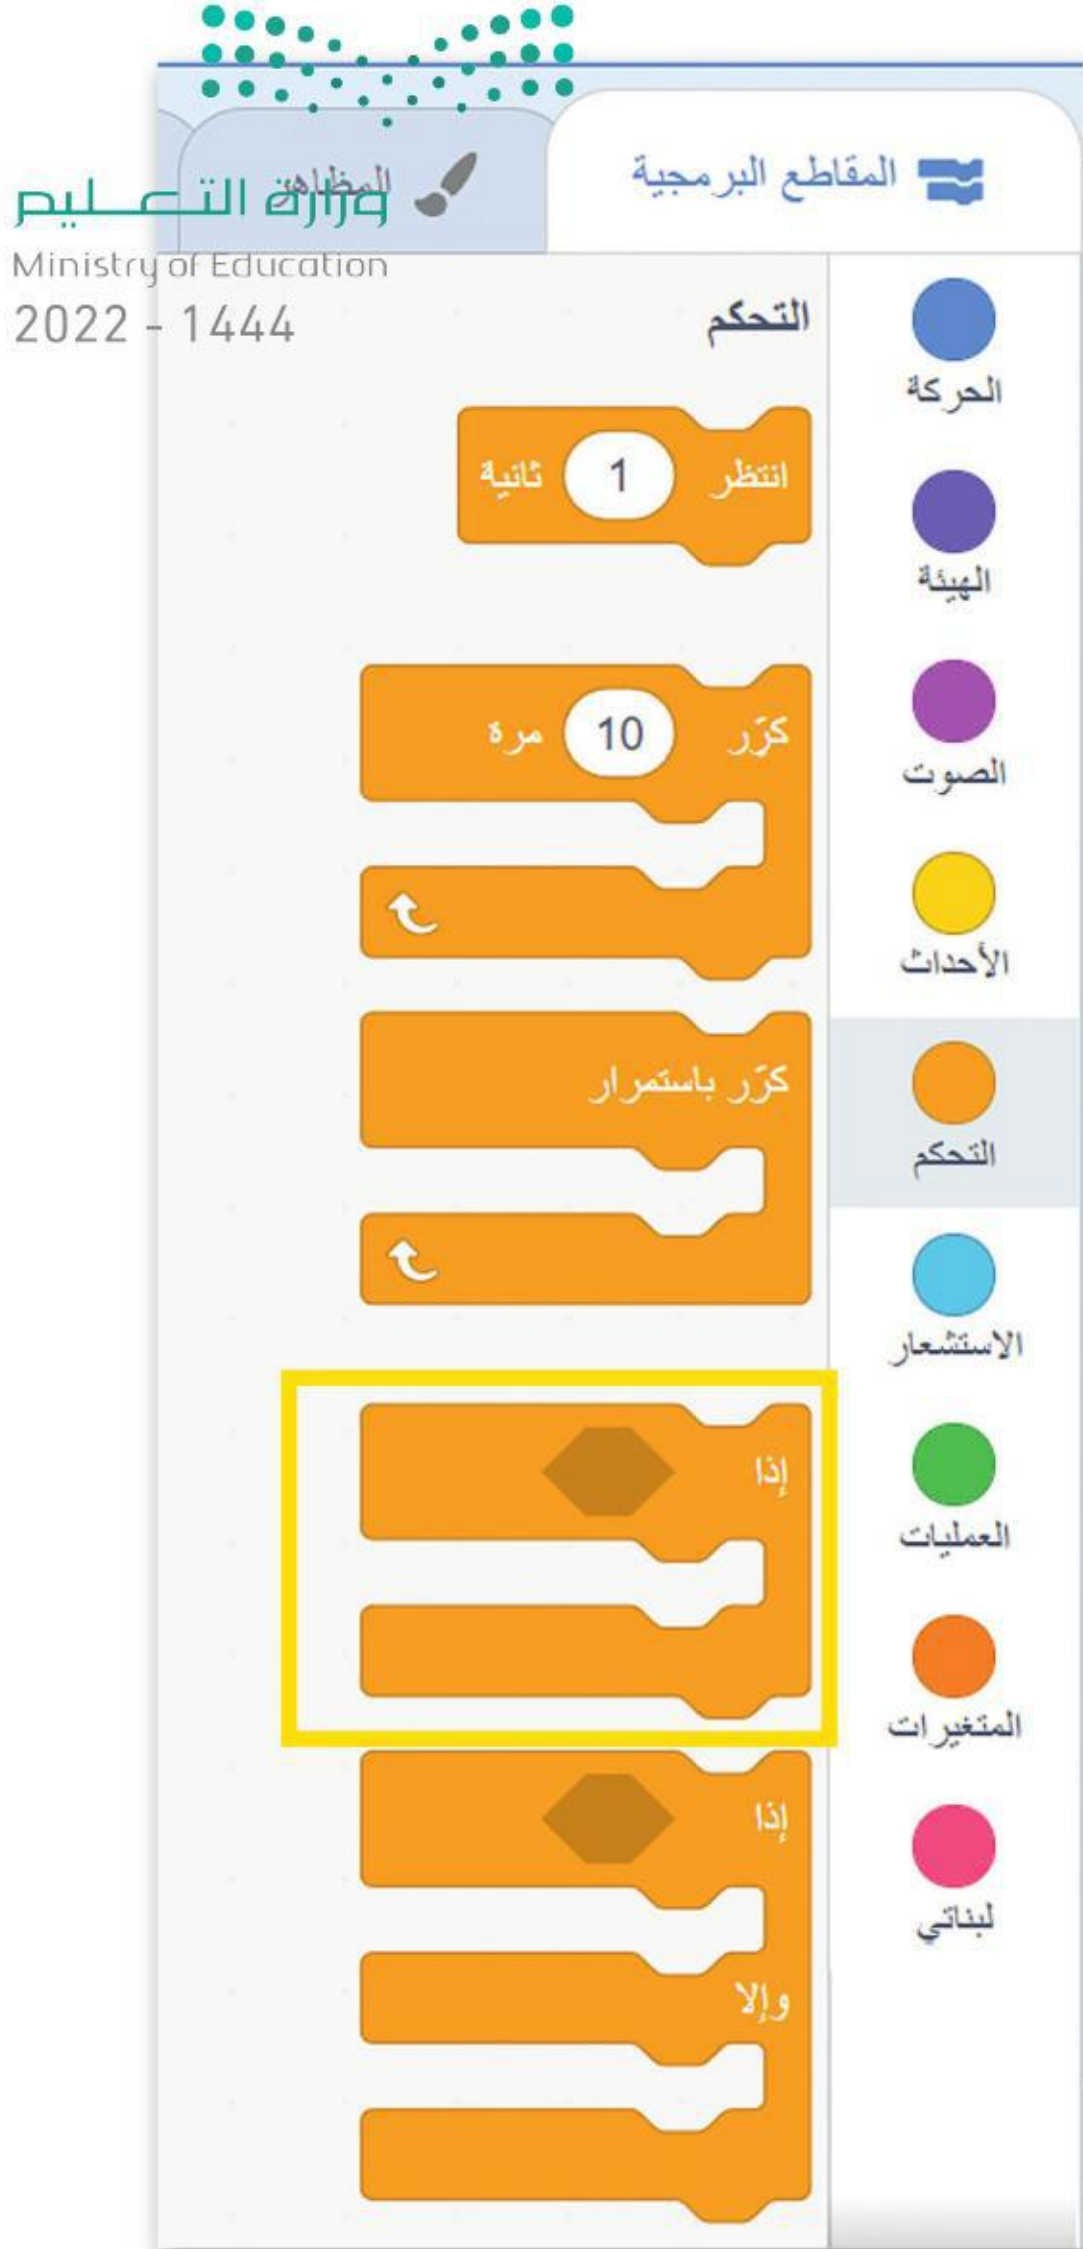 المقاطع البرمجية
المظاهر
وزارة التعليم
Ministry of Education
2022 - 1444
الحركة
الهيئة
الصوت
الأحداث
التحكم
الاستشعار
العمليات
المتغيرات
لبناتي
التحكم
انتظر 1 ثانية
كرّر 10 مرة
كرّر باستمرار
إذا
إذا
وإلا